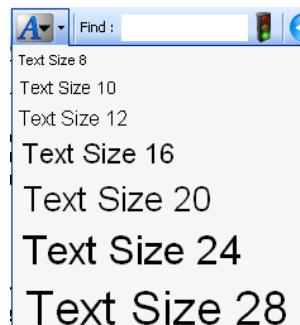 A Find :
Text Size 8
Text Size 10
Text Size 12
Text Size 16
Text Size 20
Text Size 24
Text Size 28